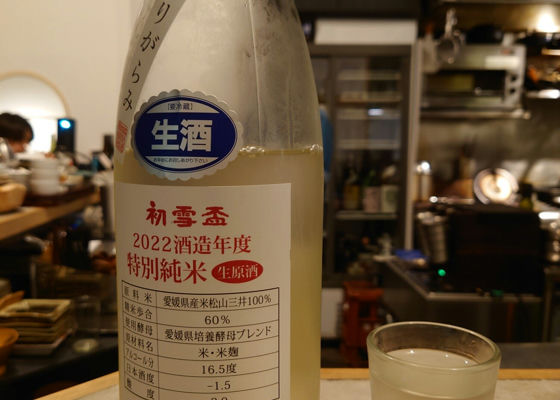 りがらみ
【要冷蔵】
生酒
初雪盃
2022酒造年度
特別純米 生原酒
原料米 愛媛県産米松山三井100%
精米歩合 60%
使用酵母 愛媛県培養酵母ブレンド
原材料名 米・米麹
アルコール分 16.5度
日本酒度 -1.5
酸度